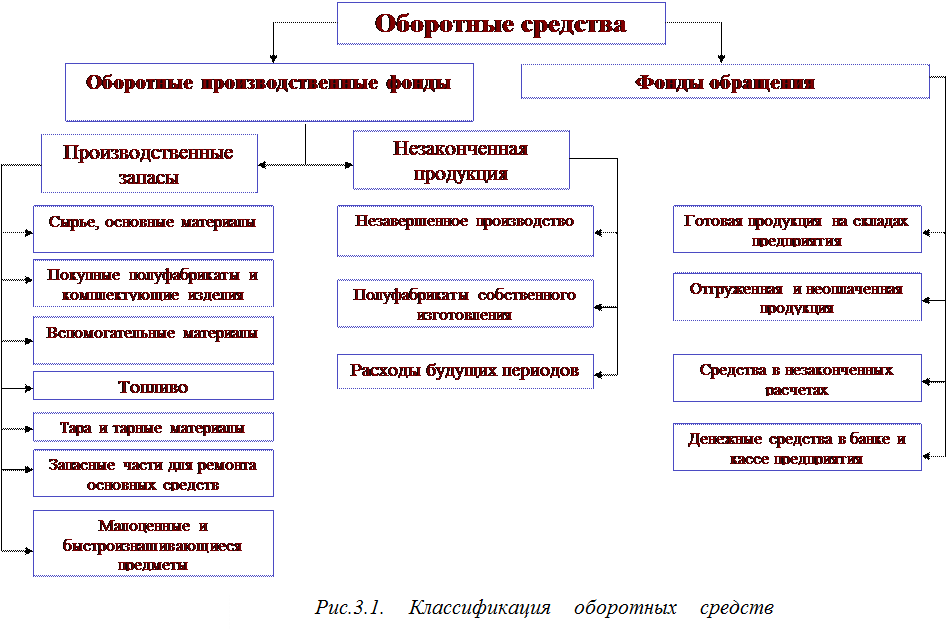 Оборотные средства
Оборотные производственные фонды
Фонды обращения
Производственные
запасы
Незаконченная
продукция
Сырье, основные материалы
Покупные полуфабрикаты и
комплектующие изделия
Вспомогательные материалы
Топливо
Тара и тарные материалы
Запасные части для ремонта
основных средств
Малоценные и
быстроизнашивающиеся
предметы
Незавершенное производство
Полуфабрикаты собственного
изготовления
Расходы будущих периодов
Готовая продукция на складах
предприятия
Отгруженная и неоплаченная
продукция
Средства в незаконченных
расчетах
Денежные средства в банке и
кассе предприятия
Рис.3.1. Классификация оборотных средств